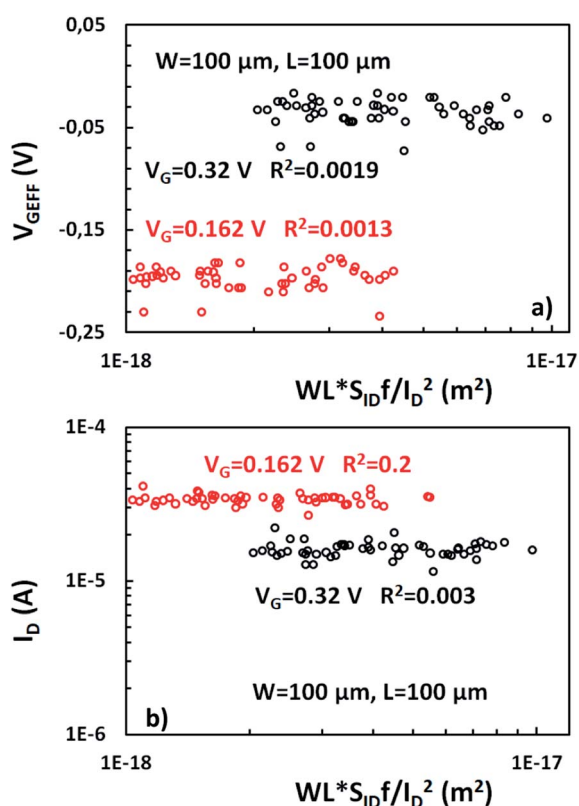 0,05
W=100 µm, L=100 µm
-0,05
V_GEFF (V)
V_G=0.32 V R²=0.0019
-0,15
V_G=0.162 V R²=0.0013
-0,25
a)
1E-18
1E-17
WL*S_IDf/I_D² (m²)
1E-4
V_G=0.162 V R²=0.2
1E-5
I_D (A)
V_G=0.32 V R²=0.003
W=100 µm, L=100 µm
1E-6
b)
1E-18
1E-17
WL*S_IDf/I_D² (m²)